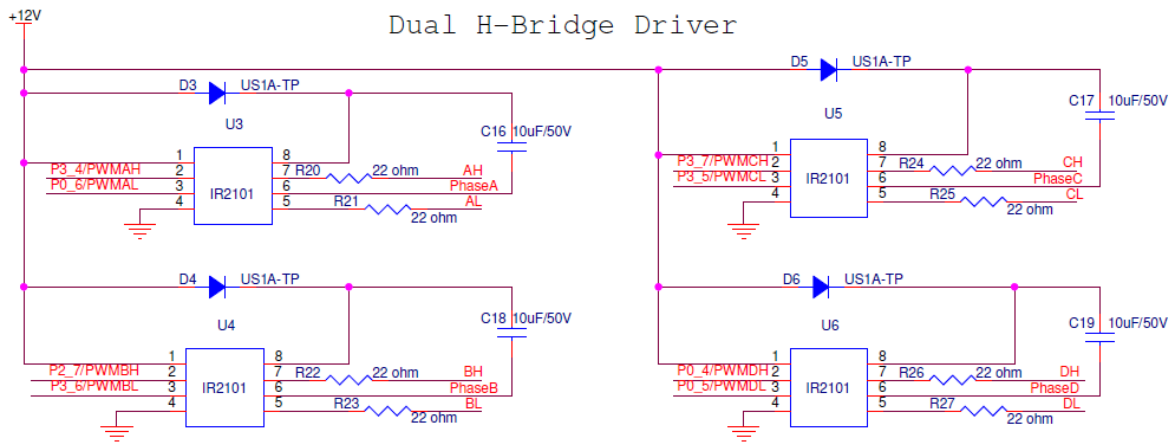 +12V
Dual H-Bridge Driver
D3 US1A-TP
U3
C16 10uF/50V
1 8
P3_4/PWMAH 2 7 R20 22 ohm AH
P0_6/PWMAL 3 IR2101 6 PhaseA
4 5 R21 22 ohm AL
D5 US1A-TP
U5
C17 10uF/50V
1 8
P3_7/PWMCH 2 7 R24 22 ohm CH
P3_5/PWMCL 3 IR2101 6 PhaseC
4 5 R25 22 ohm CL
D4 US1A-TP
U4
C18 10uF/50V
1 8
P2_7/PWMBH 2 7 R22 22 ohm BH
P3_6/PWMBL 3 IR2101 6 PhaseB
4 5 R23 22 ohm BL
D6 US1A-TP
U6
C19 10uF/50V
1 8
P0_4/PWMDH 2 7 R26 22 ohm DH
P0_5/PWMDL 3 IR2101 6 PhaseD
4 5 R27 22 ohm DL